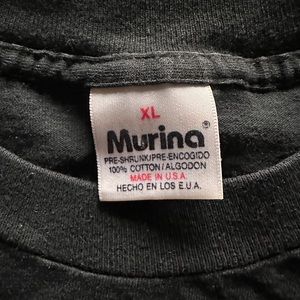 XL
Murina®
PRE-SHRUNK/PRE-ENCOGIDO
100% COTTON/ALGODON
MADE IN U.S.A.
HECHO EN LOS E.U.A.